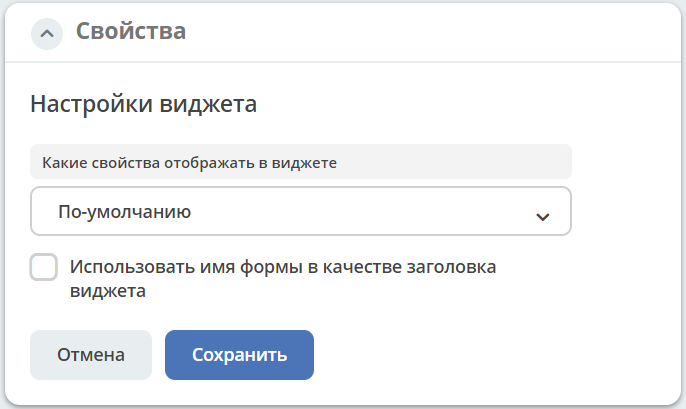 Свойства
Настройки виджета
Какие свойства отображать в виджете
По-умолчанию
Использовать имя формы в качестве заголовка
виджета
Отмена
Сохранить